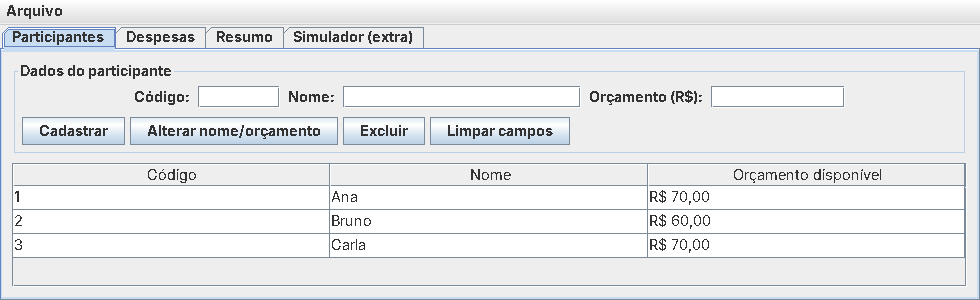 Arquivo
Participantes Despesas Resumo Simulador (extra)
Dados do participante
Código: Nome: Orçamento (R$):
Cadastrar Alterar nome/orçamento Excluir Limpar campos
Código Nome Orçamento disponível
1 Ana R$ 70,00
2 Bruno R$ 60,00
3 Carla R$ 70,00